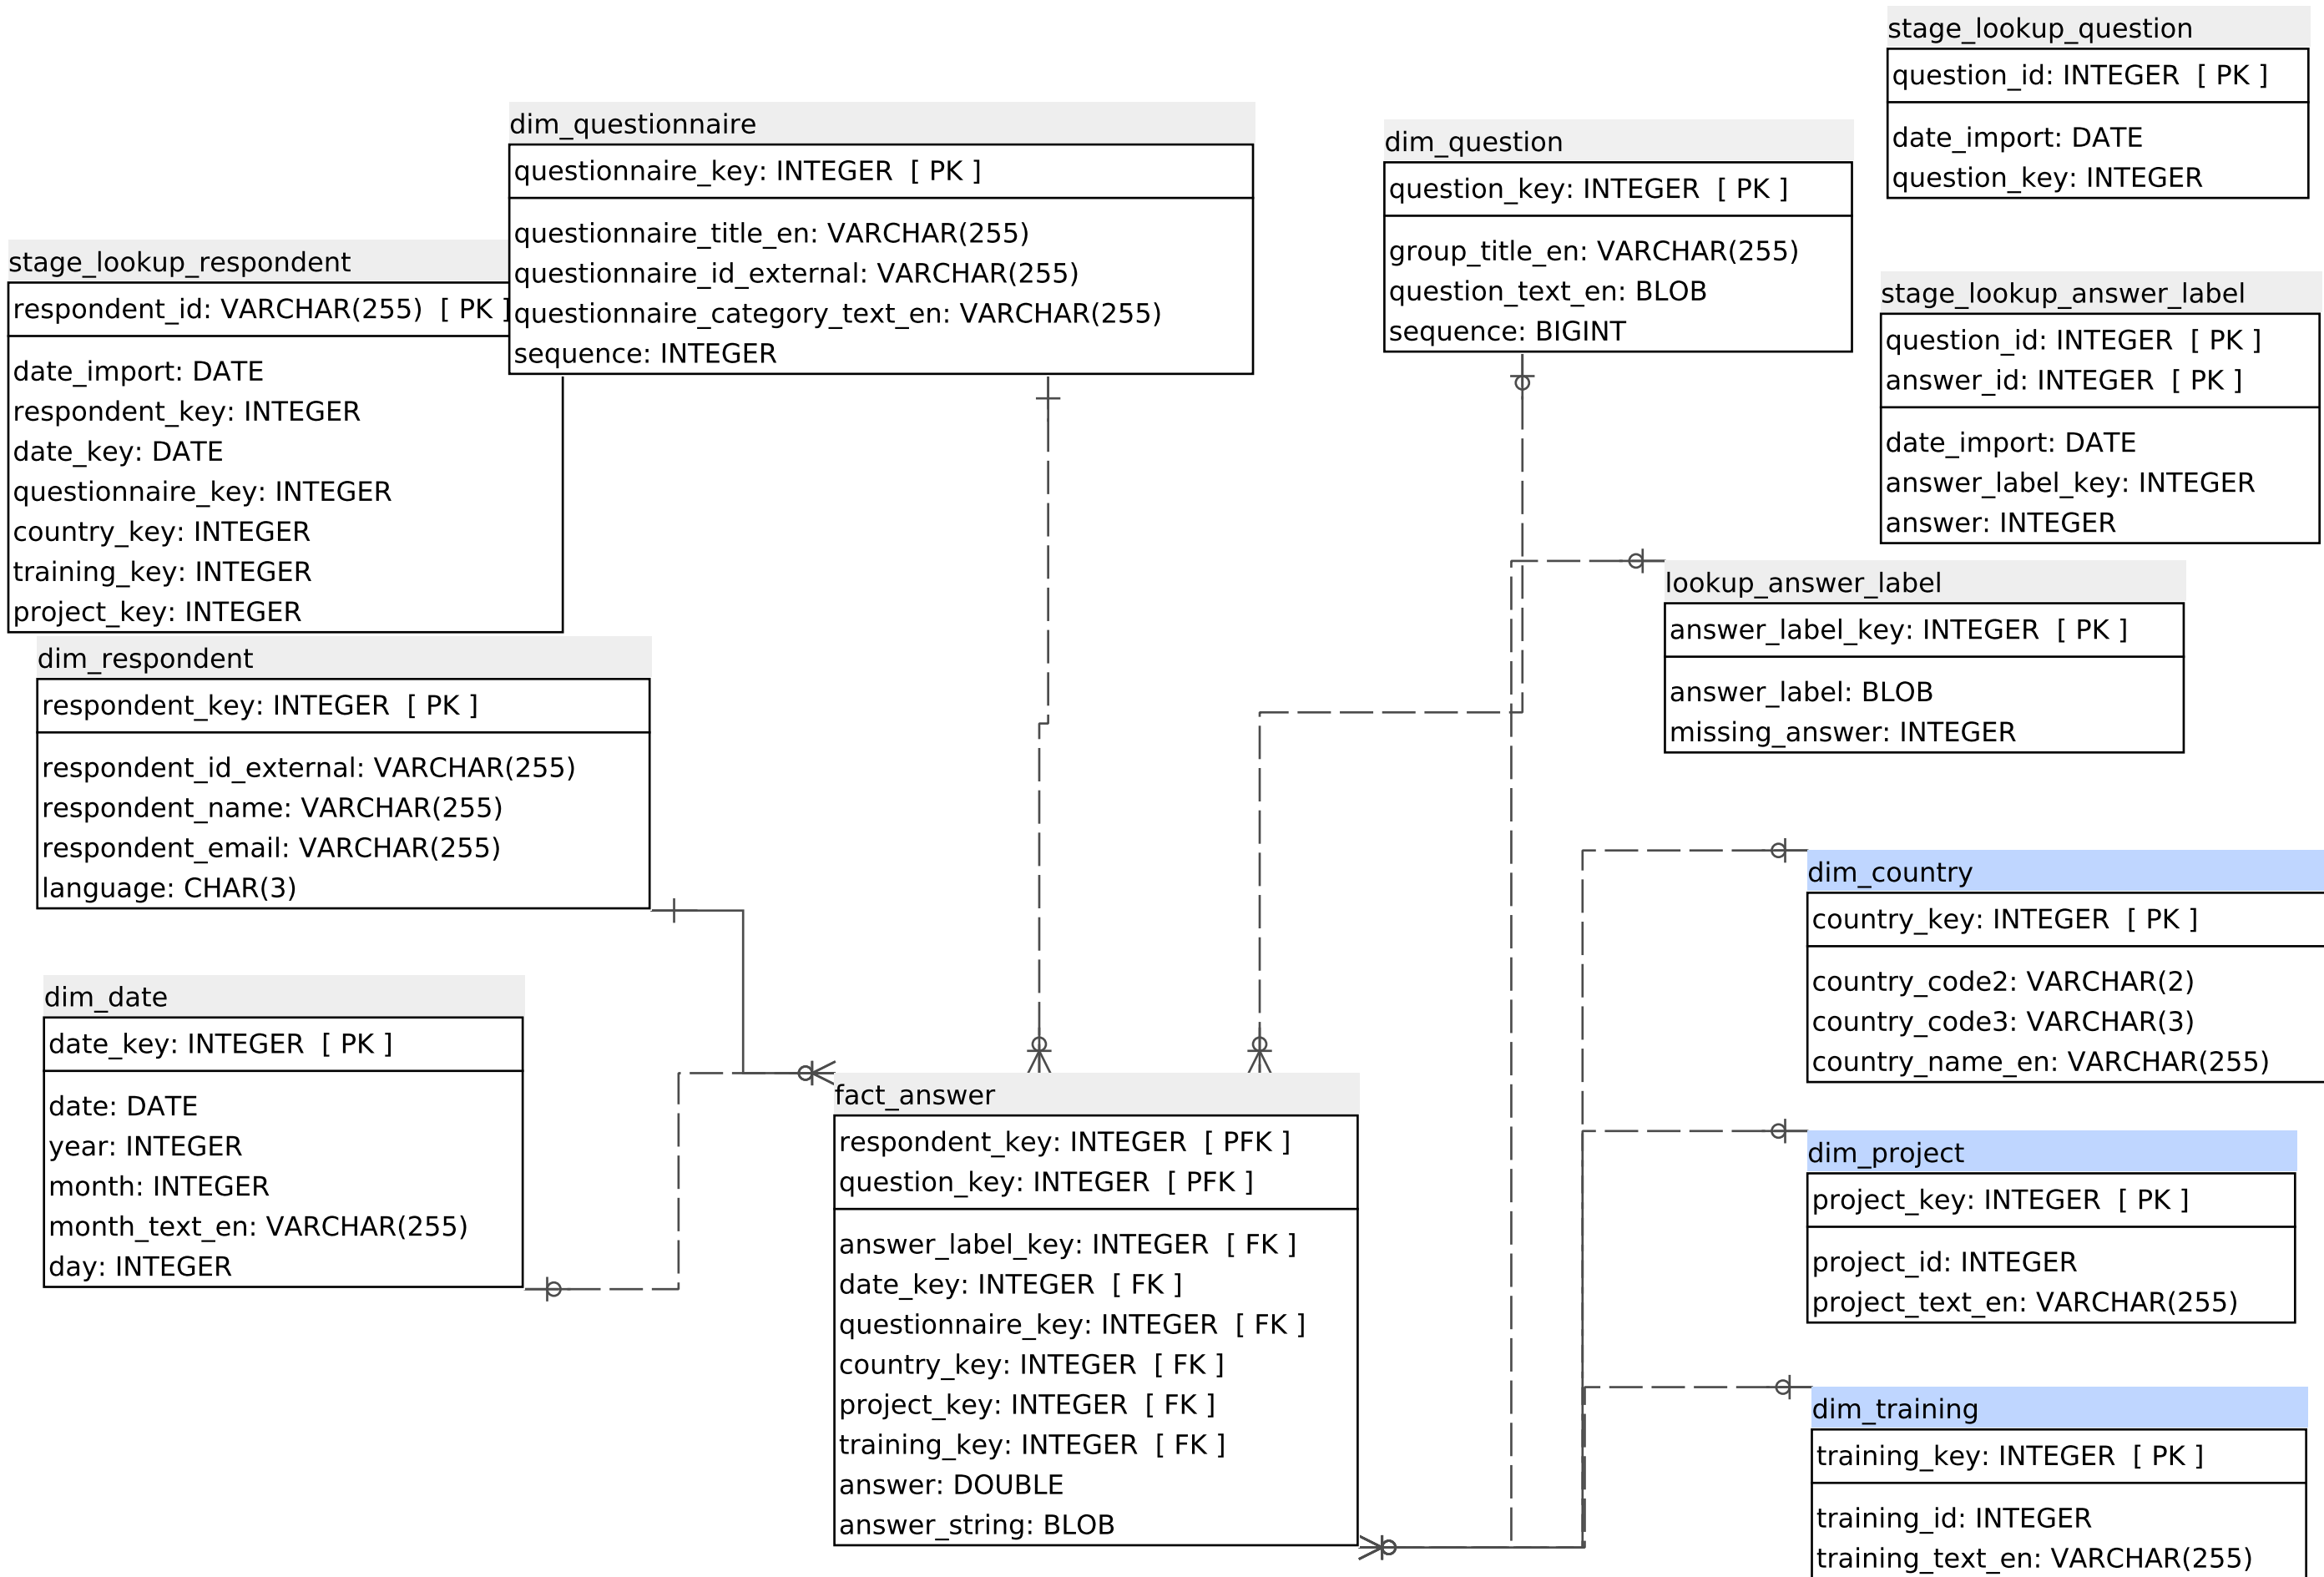 stage_lookup_question
question_id: INTEGER  [ PK ]
date_import: DATE
question_key: INTEGER
dim_questionnaire
questionnaire_key: INTEGER  [ PK ]
questionnaire_title_en: VARCHAR(255)
questionnaire_id_external: VARCHAR(255)
questionnaire_category_text_en: VARCHAR(255)
sequence: INTEGER
dim_question
question_key: INTEGER  [ PK ]
group_title_en: VARCHAR(255)
question_text_en: BLOB
sequence: BIGINT
stage_lookup_respondent
respondent_id: VARCHAR(255)  [ PK ]
date_import: DATE
respondent_key: INTEGER
date_key: DATE
questionnaire_key: INTEGER
country_key: INTEGER
training_key: INTEGER
project_key: INTEGER
stage_lookup_answer_label
question_id: INTEGER  [ PK ]
answer_id: INTEGER  [ PK ]
date_import: DATE
answer_label_key: INTEGER
answer: INTEGER
lookup_answer_label
answer_label_key: INTEGER  [ PK ]
answer_label: BLOB
missing_answer: INTEGER
dim_respondent
respondent_key: INTEGER  [ PK ]
respondent_id_external: VARCHAR(255)
respondent_name: VARCHAR(255)
respondent_email: VARCHAR(255)
language: CHAR(3)
dim_country
country_key: INTEGER  [ PK ]
country_code2: VARCHAR(2)
country_code3: VARCHAR(3)
country_name_en: VARCHAR(255)
dim_date
date_key: INTEGER  [ PK ]
date: DATE
year: INTEGER
month: INTEGER
month_text_en: VARCHAR(255)
day: INTEGER
fact_answer
respondent_key: INTEGER  [ PFK ]
question_key: INTEGER  [ PFK ]
answer_label_key: INTEGER  [ FK ]
date_key: INTEGER  [ FK ]
questionnaire_key: INTEGER  [ FK ]
country_key: INTEGER  [ FK ]
project_key: INTEGER  [ FK ]
training_key: INTEGER  [ FK ]
answer: DOUBLE
answer_string: BLOB
dim_project
project_key: INTEGER  [ PK ]
project_id: INTEGER
project_text_en: VARCHAR(255)
dim_training
training_key: INTEGER  [ PK ]
training_id: INTEGER
training_text_en: VARCHAR(255)